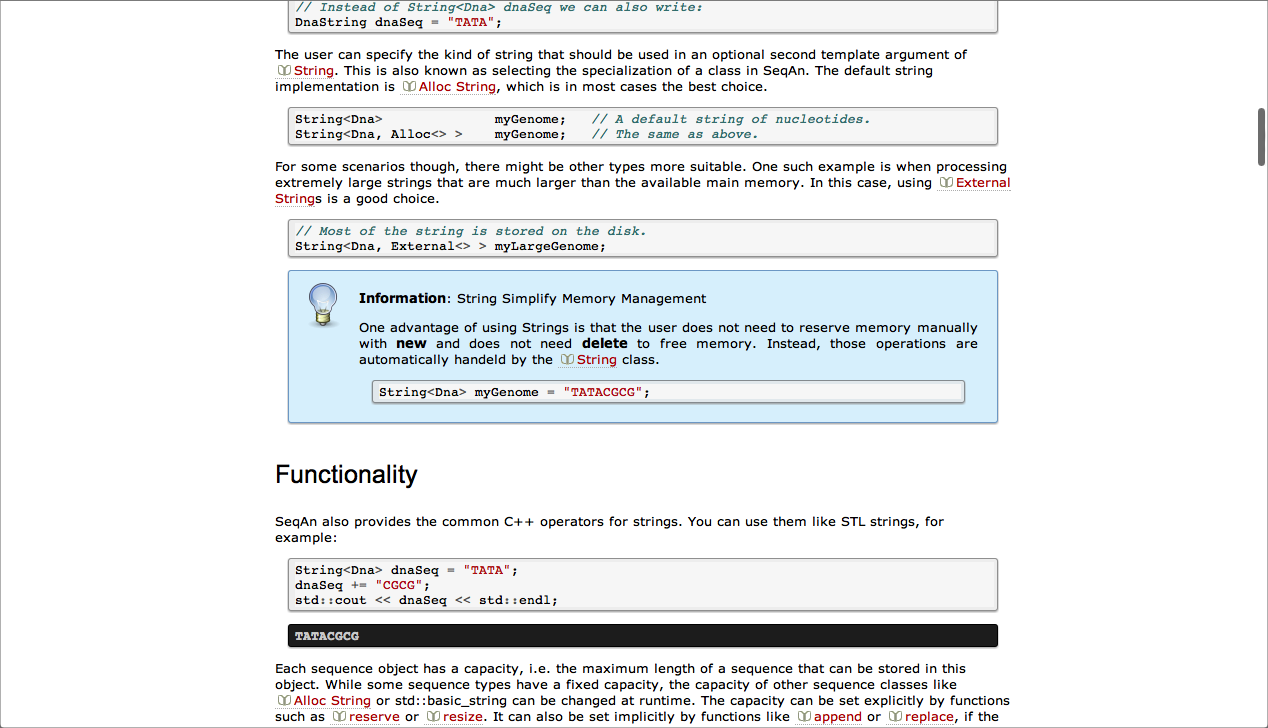 // Instead of String<Dna> dnaSeq we can also write:
DnaString dnaSeq = "TATA";
The user can specify the kind of string that should be used in an optional second template argument of
String. This is also known as selecting the specialization of a class in SeqAn. The default string
implementation is Alloc String, which is in most cases the best choice.
String<Dna> myGenome; // A default string of nucleotides.
String<Dna, Alloc<> > myGenome; // The same as above.
For some scenarios though, there might be other types more suitable. One such example is when processing
extremely large strings that are much larger than the available main memory. In this case, using External
Strings is a good choice.
// Most of the string is stored on the disk.
String<Dna, External<> > myLargeGenome;
Information: String Simplify Memory Management
One advantage of using Strings is that the user does not need to reserve memory manually
with new and does not need delete to free memory. Instead, those operations are
automatically handeld by the String class.
String<Dna> myGenome = "TATACGCG";
Functionality
SeqAn also provides the common C++ operators for strings. You can use them like STL strings, for
example:
String<Dna> dnaSeq = "TATA";
dnaSeq += "CGCG";
std::cout << dnaSeq << std::endl;
TATACGCG
Each sequence object has a capacity, i.e. the maximum length of a sequence that can be stored in this
object. While some sequence types have a fixed capacity, the capacity of other sequence classes like
Alloc String or std::basic_string can be changed at runtime. The capacity can be set explicitly by functions
such as reserve or resize. It can also be set implicitly by functions like append or replace, if the